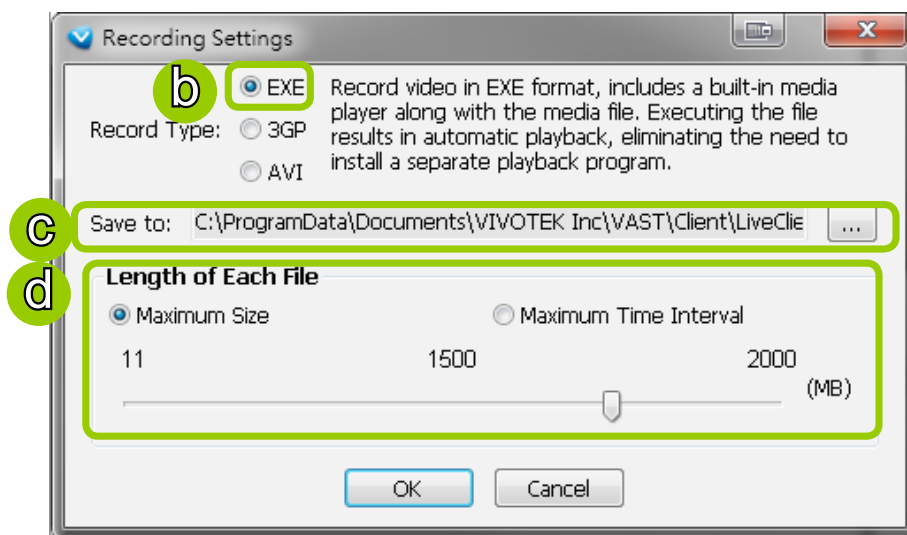 Recording Settings
b
EXE
Record Type:
3GP
AVI
Record video in EXE format, includes a built-in media
player along with the media file. Executing the file
results in automatic playback, eliminating the need to
install a separate playback program.
c
Save to: C:\ProgramData\Documents\VIVOTEK Inc\VAST\Client\LiveClie ...
d
Length of Each File
Maximum Size Maximum Time Interval
11 1500 2000
(MB)
OK Cancel